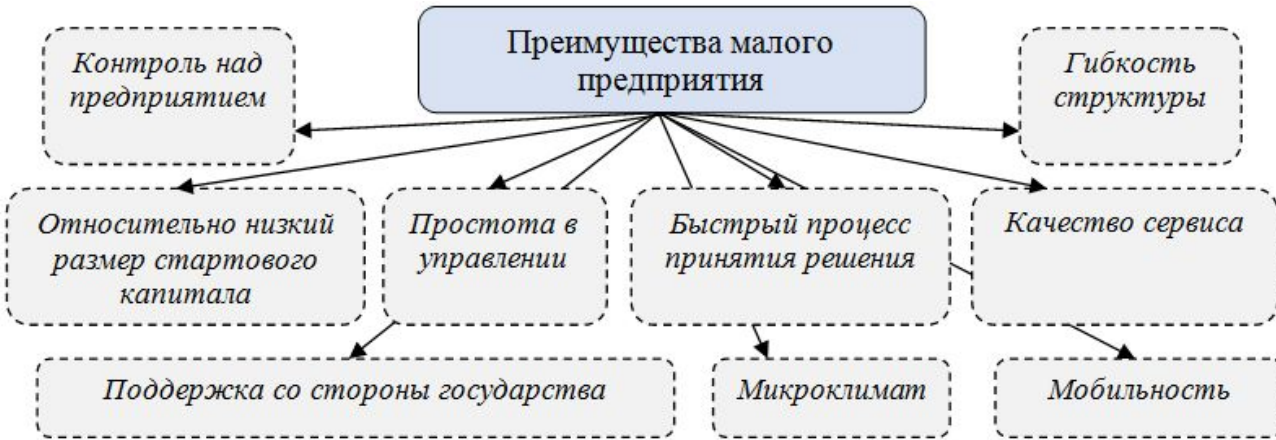 Преимущества малого
предприятия
Контроль над
предприятием
Гибкость
структуры
Относительно низкий
размер стартового
капитала
Простота в
управлении
Быстрый процесс
принятия решения
Качество сервиса
Поддержка со стороны государства
Микроклимат
Мобильность